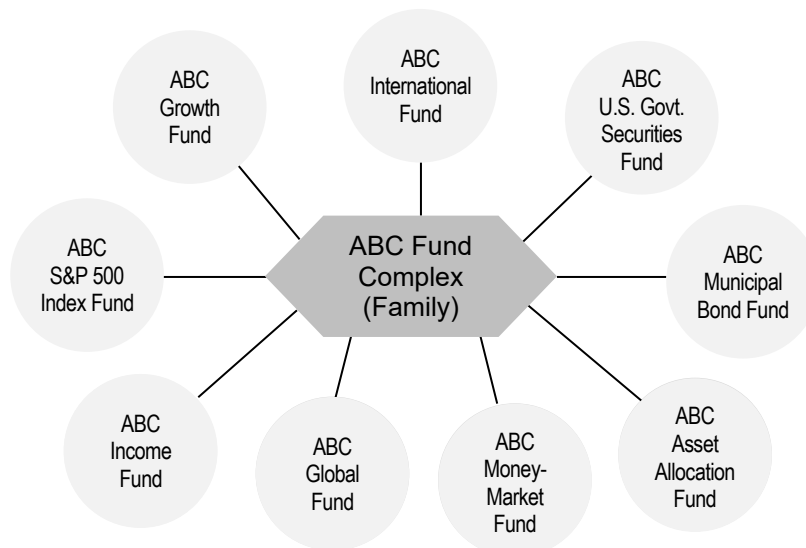 ABC
International
Fund
ABC
Growth
Fund
ABC
U.S. Govt.
Securities
Fund
ABC
S&P 500
Index Fund
ABC Fund
Complex
(Family)
ABC
Municipal
Bond Fund
ABC
Income
Fund
ABC
Global
Fund
ABC
Money-
Market
Fund
ABC
Asset
Allocation
Fund